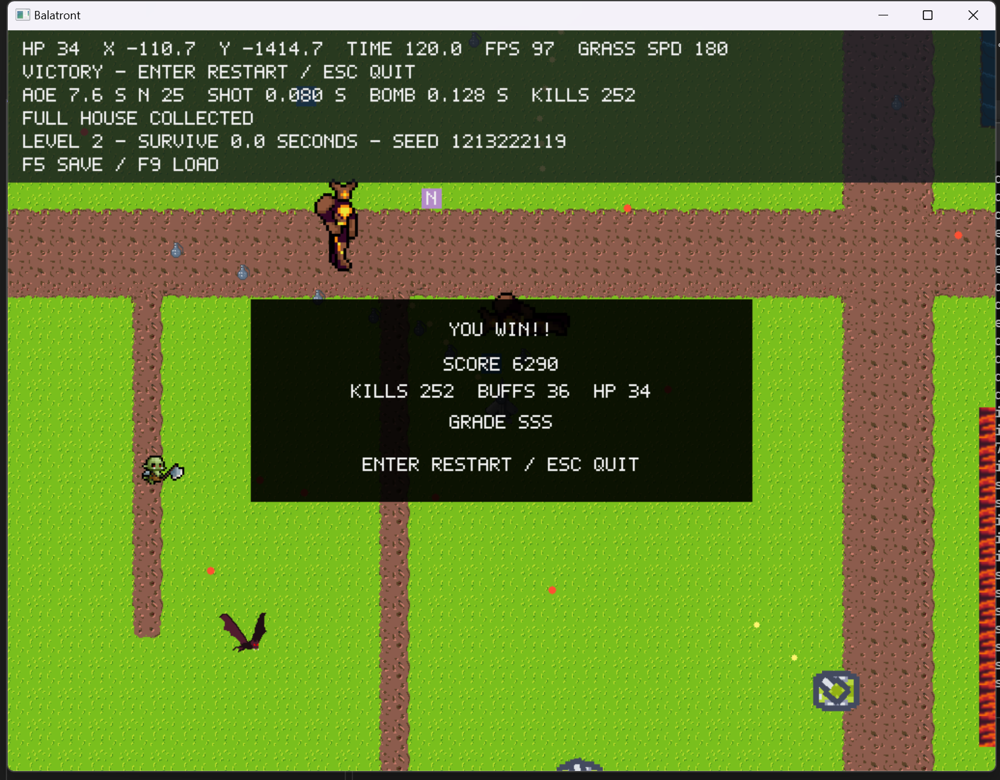 Balatront
HP 34 X -110.7 Y -1414.7 TIME 120.0 FPS 97 GRASS SPD 180
VICTORY - ENTER RESTART / ESC QUIT
AOE 7.6 S N 25 SHOT 0.080 S BOMB 0.128 S KILLS 252
FULL HOUSE COLLECTED
LEVEL 2 - SURVIVE 0.0 SECONDS - SEED 1213222119
F5 SAVE / F9 LOAD
N
YOU WIN!!
SCORE 6290
KILLS 252 BUFFS 36 HP 34
GRADE SSS
ENTER RESTART / ESC QUIT